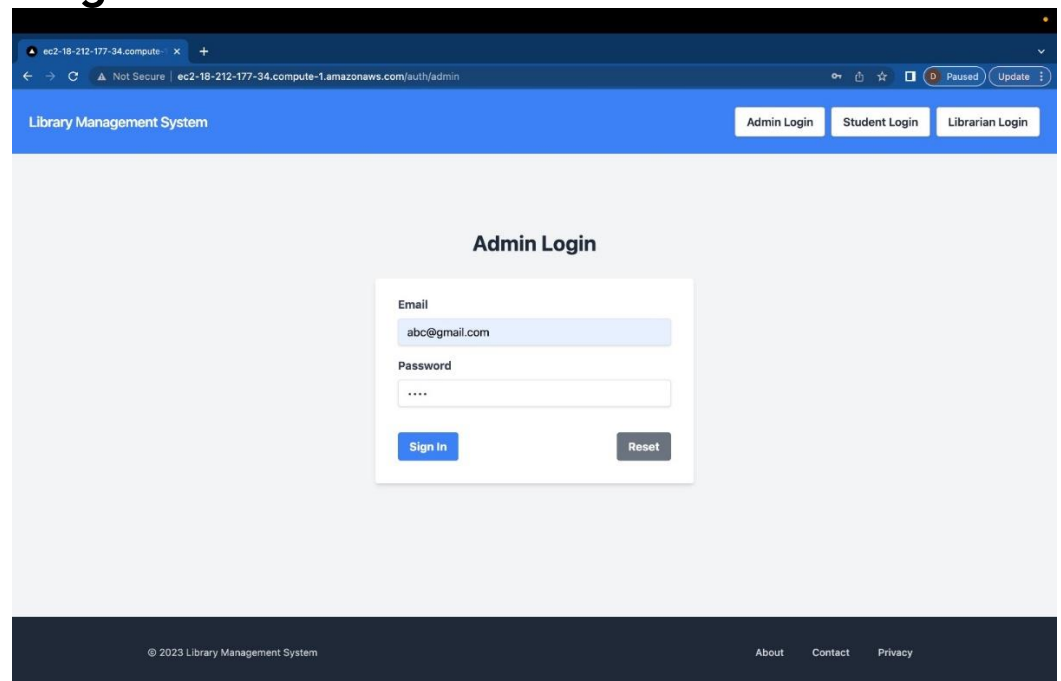 ec2-18-212-177-34.compute-1
Not Secure | ec2-18-212-177-34.compute-1.amazonaws.com/auth/admin
D Paused Update
Library Management System
Admin Login Student Login Librarian Login
Admin Login
Email
abc@gmail.com
Password
....
Sign In Reset
© 2023 Library Management System About Contact Privacy